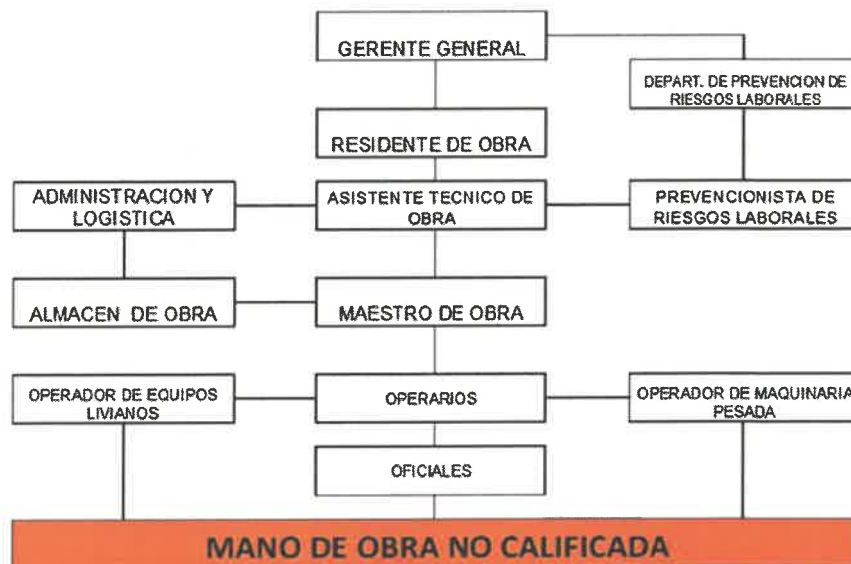 GERENTE GENERAL
DEPART. DE PREVENCION DE
RIESGOS LABORALES
RESIDENTE DE OBRA
ADMINISTRACION Y
LOGISTICA
ASISTENTE TECNICO DE
OBRA
PREVENCIONISTA DE
RIESGOS LABORALES
ALMACEN DE OBRA
MAESTRO DE OBRA
OPERADOR DE EQUIPOS
LIVIANOS
OPERARIOS
OPERADOR DE MAQUINARIA
PESADA
OFICIALES
MANO DE OBRA NO CALIFICADA